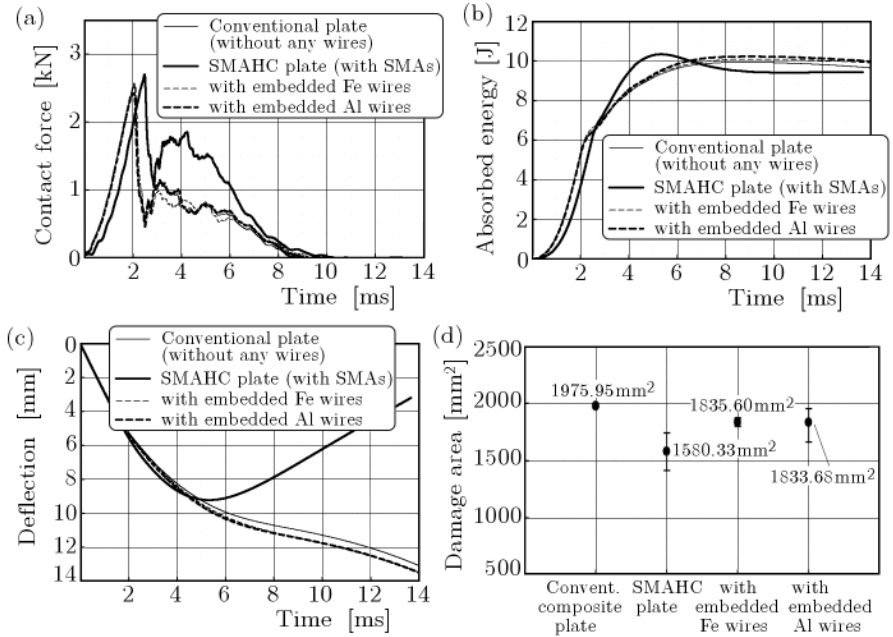 (a)
Contact force [kN]
3
2
1
0
0 2 4 6 8 10 12 14
Time [ms]
Conventional plate
(without any wires)
SMAHC plate (with SMAs)
with embedded Fe wires
with embedded Al wires
(b)
Absorbed energy [J]
12
10
8
6
4
2
0
0 2 4 6 8 10 12 14
Time [ms]
Conventional plate
(without any wires)
SMAHC plate (with SMAs)
with embedded Fe wires
with embedded Al wires
(c)
Deflection [mm]
0
2
4
6
8
10
12
14
0 2 4 6 8 10 12 14
Time [ms]
Conventional plate
(without any wires)
SMAHC plate (with SMAs)
with embedded Fe wires
with embedded Al wires
(d)
Damage area [mm²]
2500
2000
1500
1000
500
1975.95mm²
1580.33mm²
1835.60mm²
1833.68mm²
Convent.
composite
plate
SMAHC
plate
with
embedded
Fe wires
with
embedded
Al wires